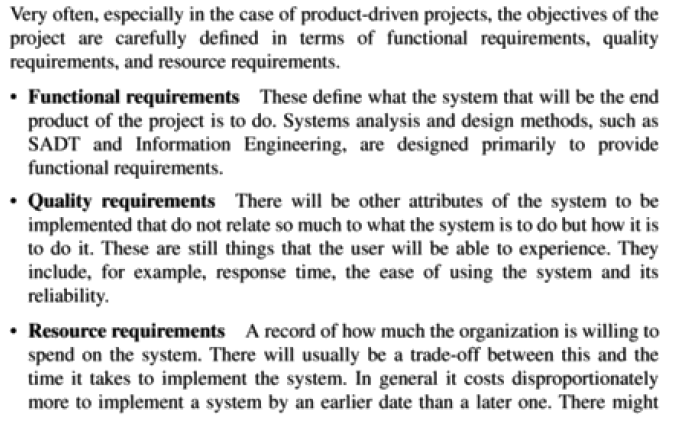 Very often, especially in the case of product-driven projects, the objectives of the
project are carefully defined in terms of functional requirements, quality
requirements, and resource requirements.
• Functional requirements These define what the system that will be the end
product of the project is to do. Systems analysis and design methods, such as
SADT and Information Engineering, are designed primarily to provide
functional requirements.
• Quality requirements There will be other attributes of the system to be
implemented that do not relate so much to what the system is to do but how it is
to do it. These are still things that the user will be able to experience. They
include, for example, response time, the ease of using the system and its
reliability.
• Resource requirements A record of how much the organization is willing to
spend on the system. There will usually be a trade-off between this and the
time it takes to implement the system. In general it costs disproportionately
more to implement a system by an earlier date than a later one. There might